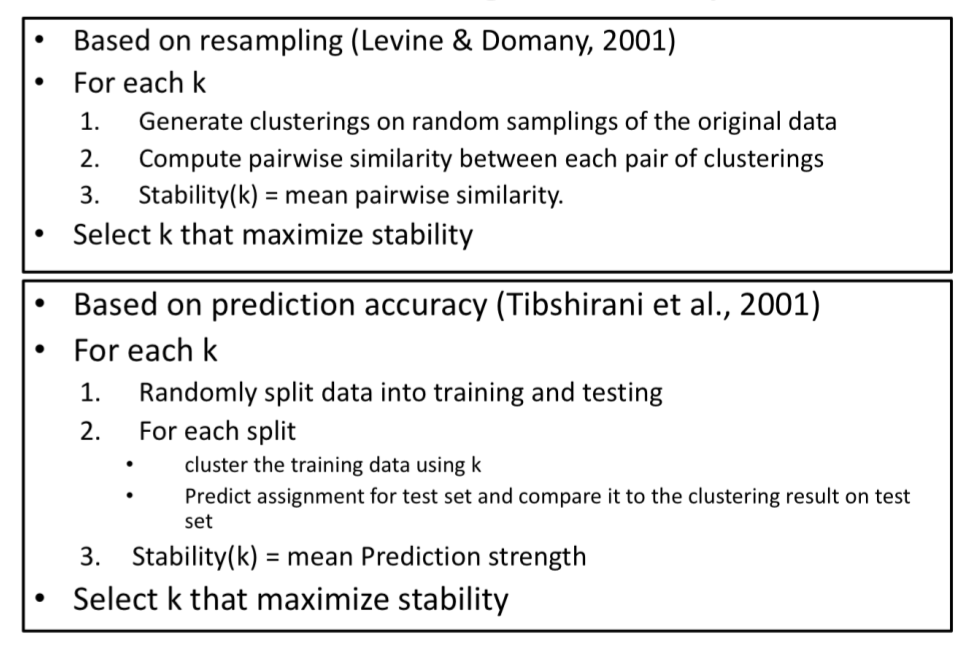 • Based on resampling (Levine & Domany, 2001)
• For each k
1. Generate clusterings on random samplings of the original data
2. Compute pairwise similarity between each pair of clusterings
3. Stability(k) = mean pairwise similarity.
• Select k that maximize stability
• Based on prediction accuracy (Tibshirani et al., 2001)
• For each k
1. Randomly split data into training and testing
2. For each split
• cluster the training data using k
• Predict assignment for test set and compare it to the clustering result on test
set
3. Stability(k) = mean Prediction strength
• Select k that maximize stability